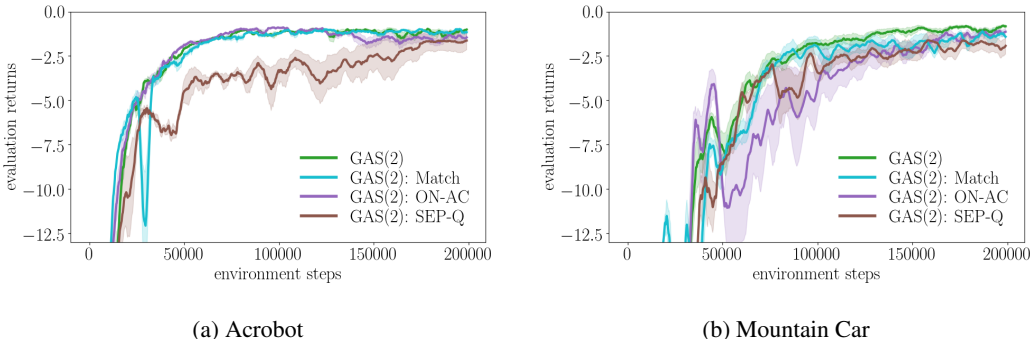 0.0
−2.5
−5.0
−7.5
−10.0
−12.5
evaluation returns
GAS(2)
GAS(2): Match
GAS(2): ON-AC
GAS(2): SEP-Q
0 50000 100000 150000 200000
environment steps
(a) Acrobot
0.0
−2.5
−5.0
−7.5
−10.0
−12.5
evaluation returns
GAS(2)
GAS(2): Match
GAS(2): ON-AC
GAS(2): SEP-Q
0 50000 100000 150000 200000
environment steps
(b) Mountain Car